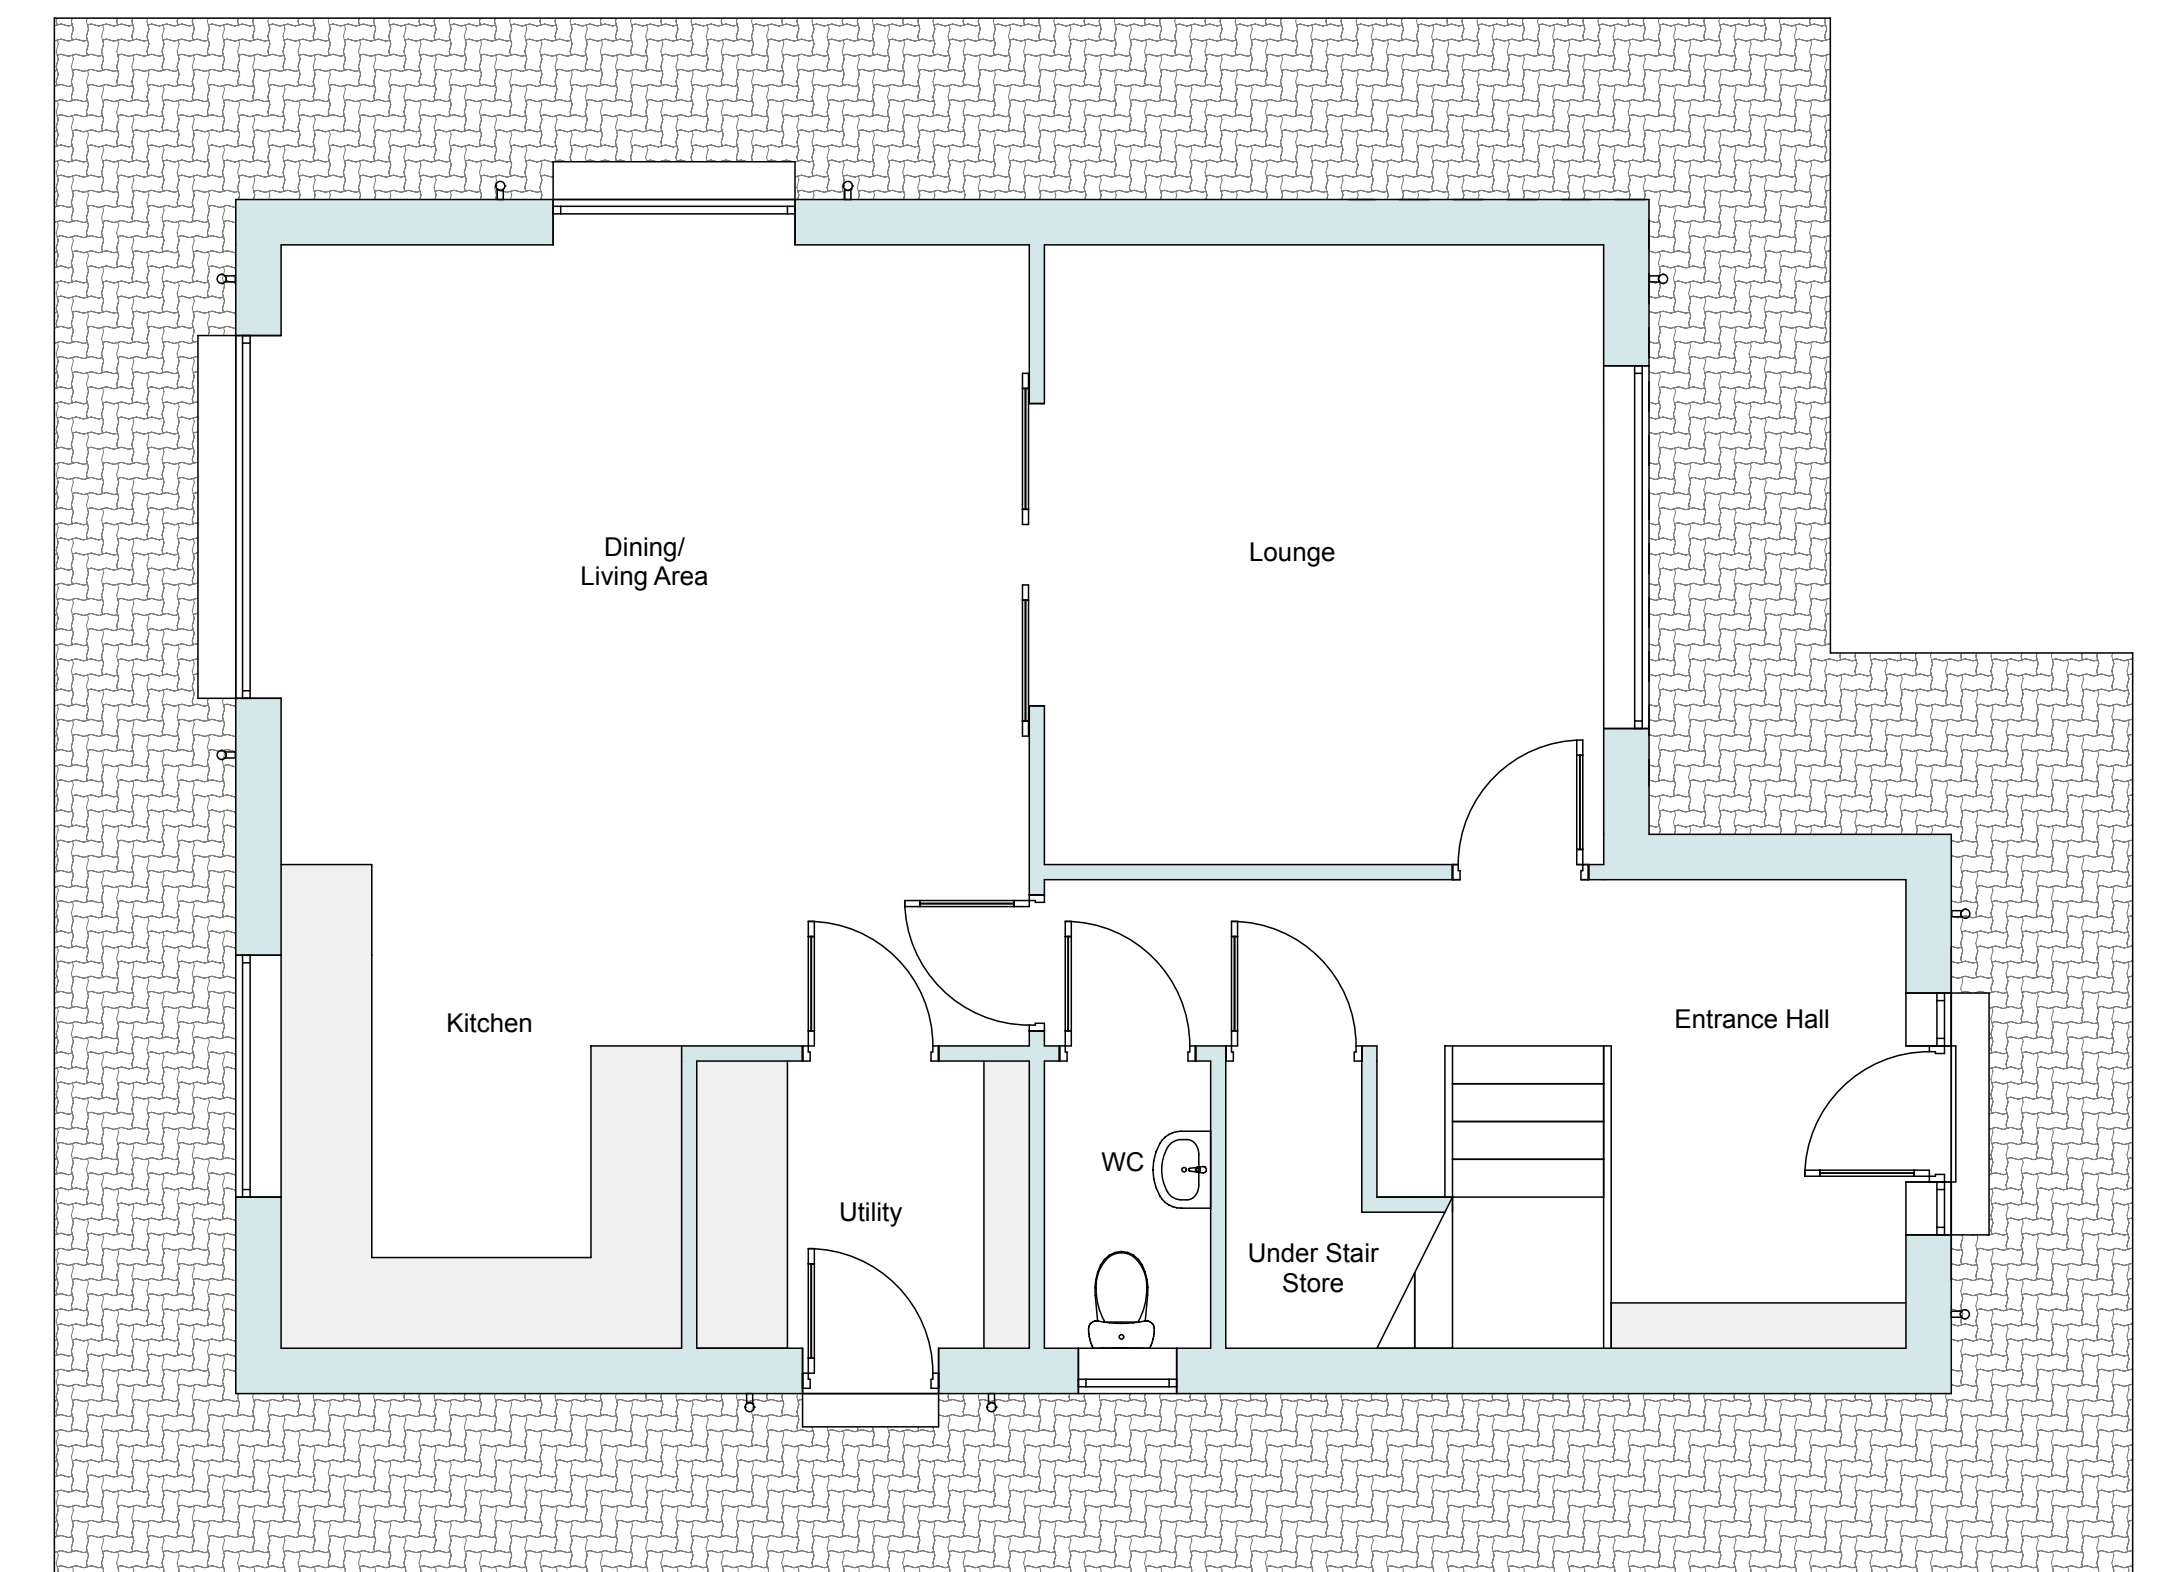 Dining/
Living Area
Lounge
Kitchen
Entrance Hall
WC
Utility
Under Stair
Store